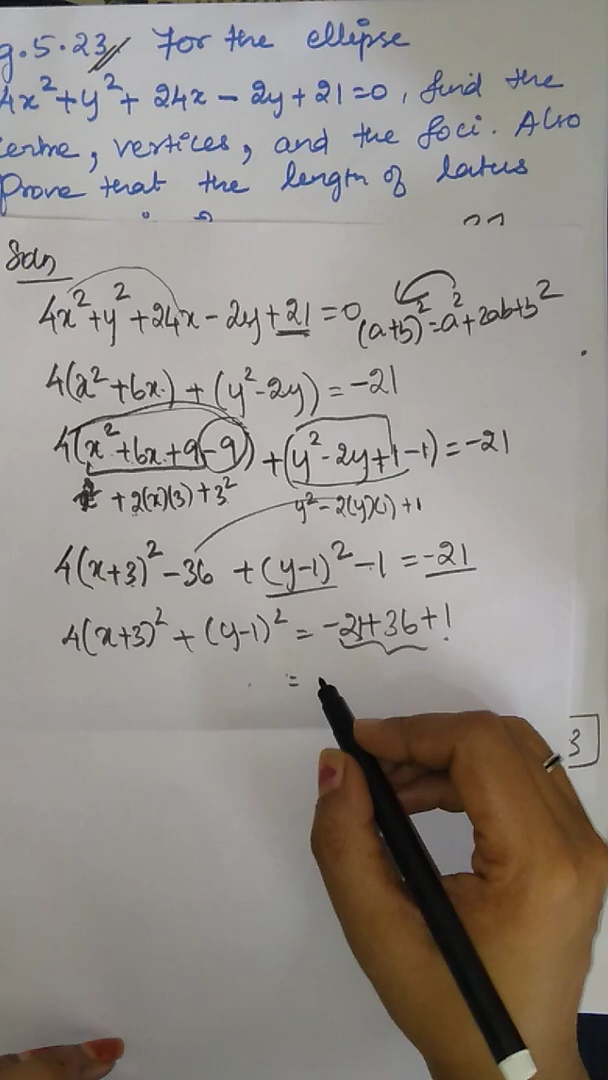 g.5.23 For the ellipse
4x²+y²+ 24x - 2y+21=0, find the
centre, vertices, and the foci. Also
Prove that the length of latus
Soln
4x²+y²+24x-2y+21=0
(a+b)²=a²+2ab+b²
4(x²+6x)+(y²-2y)=-21
4(x²+6x+9-9)+(y²-2y+1-1)=-21
+2(x)(3)+3²
y²-2(y)(1)+1
4(x+3)²-36 +(y-1)²-1=-21
4(x+3)²+(y-1)²=-21+36+1
=
3